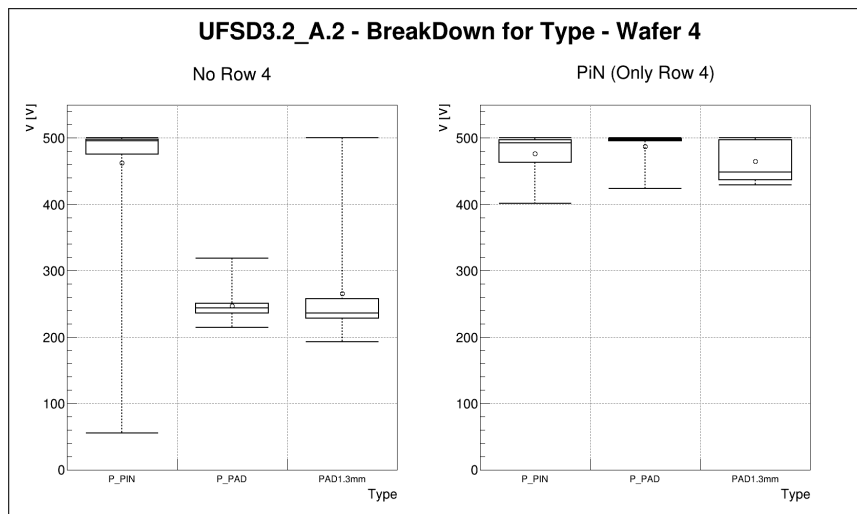 UFSD3.2_A.2 - BreakDown for Type - Wafer 4
No Row 4
V [V]
500
400
300
200
100
0
P_PIN P_PAD PAD1.3mm
Type
PiN (Only Row 4)
V [V]
500
400
300
200
100
0
P_PIN P_PAD PAD1.3mm
Type